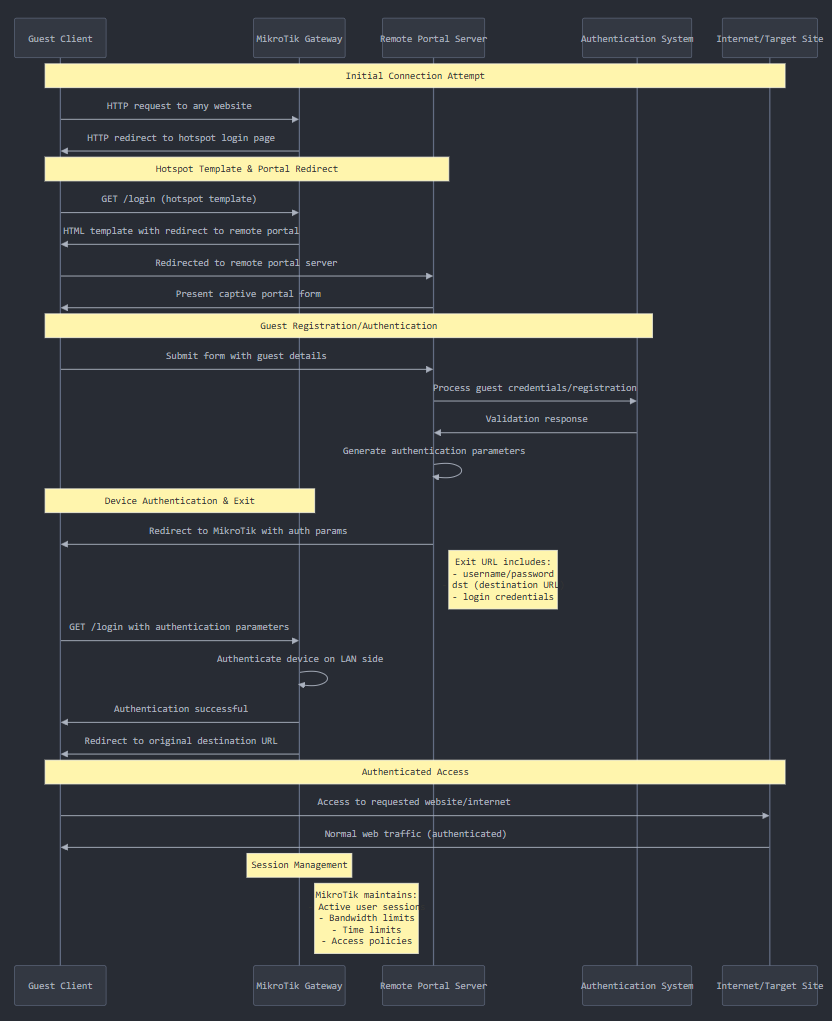 Guest Client
MikroTik Gateway
Remote Portal Server
Authentication System
Internet/Target Site
Initial Connection Attempt
HTTP request to any website
HTTP redirect to hotspot login page
Hotspot Template & Portal Redirect
GET /login (hotspot template)
HTML template with redirect to remote portal
Redirected to remote portal server
Present captive portal form
Guest Registration/Authentication
Submit form with guest details
Process guest credentials/registration
Validation response
Generate authentication parameters
Device Authentication & Exit
Redirect to MikroTik with auth params
Exit URL includes:
- username/password
dst (destination URL
- login credentials
GET /login with authentication parameters
Authenticate device on LAN side
Authentication successful
Redirect to original destination URL
Authenticated Access
Access to requested website/internet
Normal web traffic (authenticated)
Session Management
MikroTik maintains:
Active user session
- Bandwidth limits
- Time limits
- Access policies
Guest Client
MikroTik Gateway
Remote Portal Server
Authentication System
Internet/Target Site